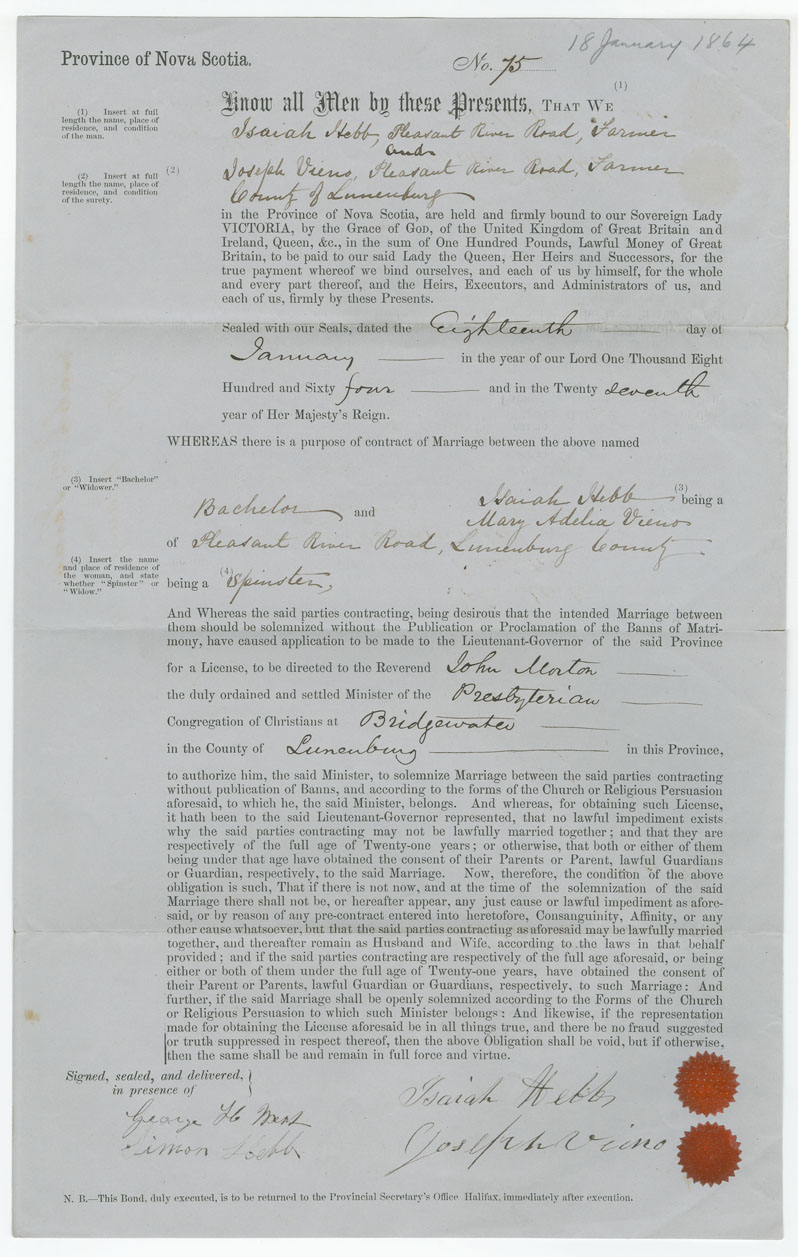 18 January 1864
Province of Nova Scotia.
No. 75
Know all Men by these Presents, THAT WE (1)
(1) Insert at full
length the name, place of
residence, and condition
of the man.
Isaiah Hebb, Pleasant River Road, Farmer
and
(2) Insert at full
length the name, place of
residence, and condition
of the surety.
(2) Joseph Vieno, Pleasant River Road, Farmer
County of Lunenburg
in the Province of Nova Scotia, are held and firmly bound to our Sovereign Lady
VICTORIA, by the Grace of GOD, of the United Kingdom of Great Britain and
Ireland, Queen, &c., in the sum of One Hundred Pounds, Lawful Money of Great
Britain, to be paid to our said Lady the Queen, Her Heirs and Successors, for the
true payment whereof we bind ourselves, and each of us by himself, for the whole
and every part thereof, and the Heirs, Executors, and Administrators of us, and
each of us, firmly by these Presents.
Sealed with our Seals, dated the Eighteenth day of
January in the year of our Lord One Thousand Eight
Hundred and Sixty four and in the Twenty seventh
year of Her Majesty's Reign.
WHEREAS there is a purpose of contract of Marriage between the above named
(3) Insert "Bachelor"
or "Widower."
Isaiah Hebb (3) being a
Bachelor and Mary Adelia Vieno
of Pleasant River Road, Lunenburg County
(4) Insert the name
and place of residence of
the woman, and state
whether "Spinster" or
"Widow."
being a (4) Spinster,
And Whereas the said parties contracting, being desirous that the intended Marriage between
them should be solemnized without the Publication or Proclamation of the Banns of Matri-
mony, have caused application to be made to the Lieutenant-Governor of the said Province
for a License, to be directed to the Reverend John Morton
the duly ordained and settled Minister of the Presbyterian
Congregation of Christians at Bridgewater
in the County of Lunenburg in this Province,
to authorize him, the said Minister, to solemnize Marriage between the said parties contracting
without publication of Banns, and according to the forms of the Church or Religious Persuasion
aforesaid, to which he, the said Minister, belongs. And whereas, for obtaining such License,
it hath been to the said Lieutenant-Governor represented, that no lawful impediment exists
why the said parties contracting may not be lawfully married together; and that they are
respectively of the full age of Twenty-one years; or otherwise, that both or either of them
being under that age have obtained the consent of their Parents or Parent, lawful Guardians
or Guardian, respectively, to the said Marriage. Now, therefore, the condition of the above
obligation is such, That if there is not now, and at the time of the solemnization of the said
Marriage there shall not be, or hereafter appear, any just cause or lawful impediment as afore-
said, or by reason of any pre-contract entered into heretofore, Consanguinity, Affinity, or any
other cause whatsoever, but that the said parties contracting as aforesaid may be lawfully married
together, and thereafter remain as Husband and Wife, according to the laws in that behalf
provided; and if the said parties contracting are respectively of the full age aforesaid, or being
either or both of them under the full age of Twenty-one years, have obtained the consent of
their Parent or Parents, lawful Guardian or Guardians, respectively, to such Marriage: And
further, if the said Marriage shall be openly solemnized according to the Forms of the Church
or Religious Persuasion to which such Minister belongs: And likewise, if the representation
made for obtaining the License aforesaid be in all things true, and there be no fraud suggested
or truth suppressed in respect thereof, then the above Obligation shall be void, but if otherwise,
then the same shall be and remain in full force and virtue.
Signed, sealed, and delivered,
in presence of
Isaiah Hebb
George H West
Simon Hebb
Joseph Vieno
N. B.—This Bond, duly executed, is to be returned to the Provincial Secretary's Office Halifax, immediately after execution.